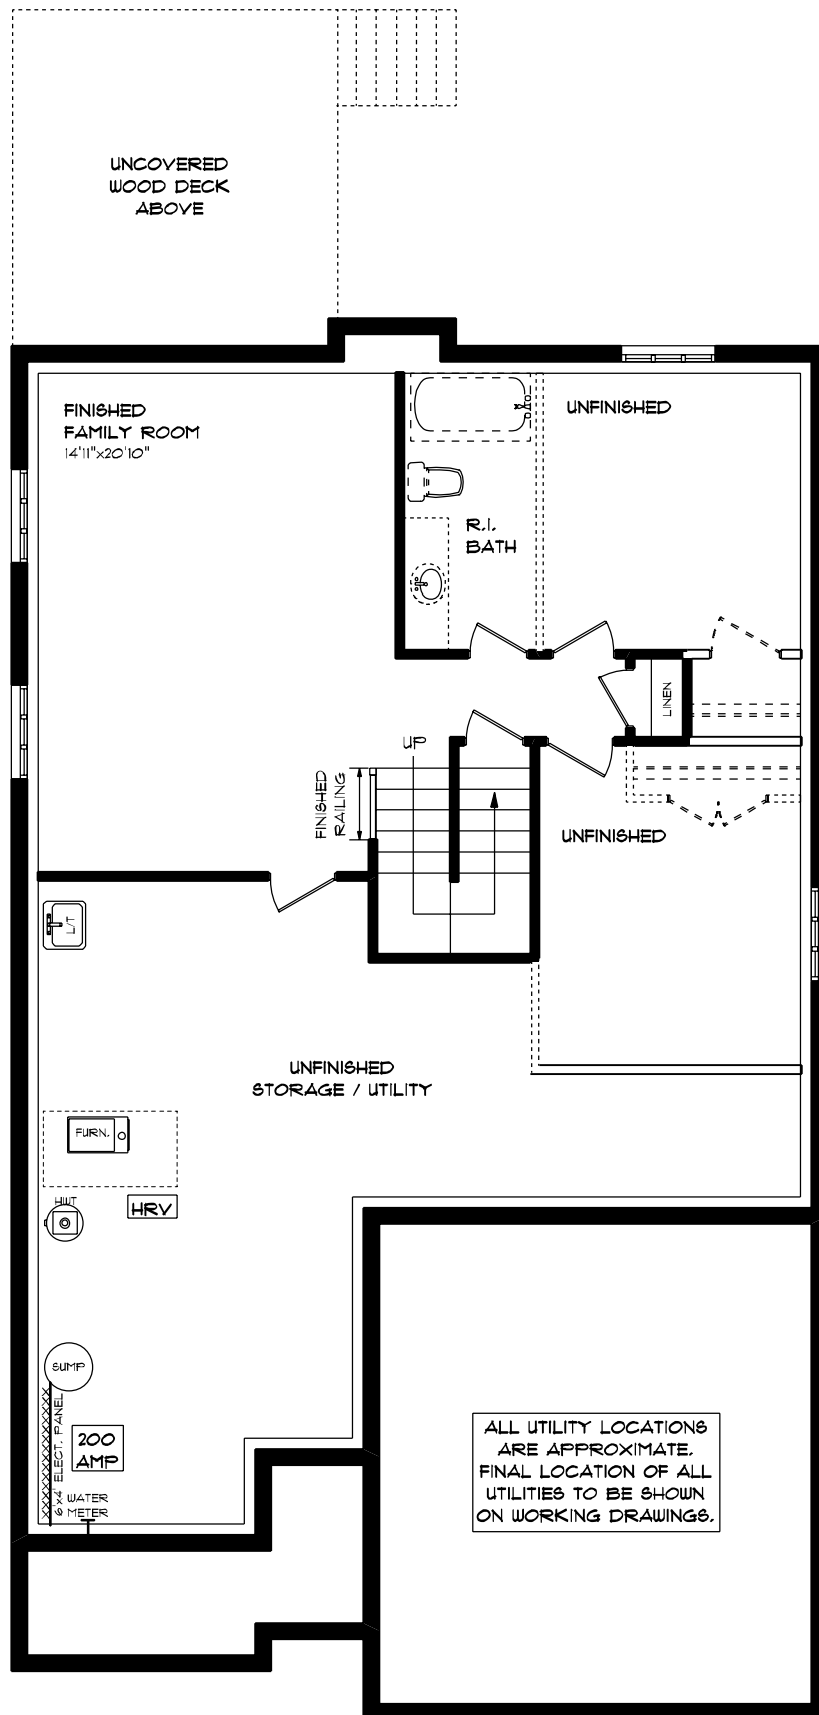 UNCOVERED
WOOD DECK
ABOVE
FINISHED
FAMILY ROOM
14'11"x20'10"
UNFINISHED
R.I.
BATH
LINEN
UP
FINISHED
RAILING
UNFINISHED
L/T
UNFINISHED
STORAGE / UTILITY
FURN.
HWT
HRV
SUMP
6'x4' ELECT. PANEL
200
AMP
WATER
METER
ALL UTILITY LOCATIONS
ARE APPROXIMATE.
FINAL LOCATION OF ALL
UTILITIES TO BE SHOWN
ON WORKING DRAWINGS.